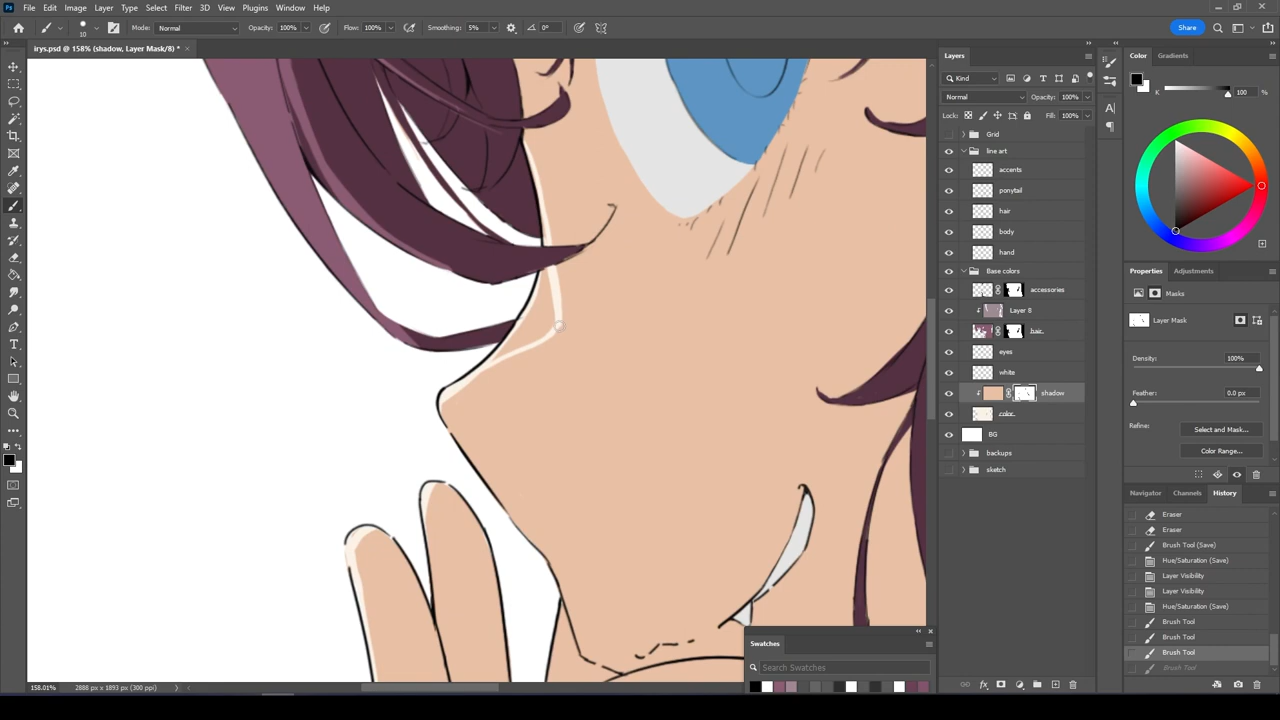 Ps File Edit Image Layer Type Select Filter 3D View Plugins Window Help
10 Mode: Normal Opacity: 100% Flow: 100% Smoothing: 5% 0° Share
irys.psd @ 158% (shadow, Layer Mask/8) * ×
Layers
Kind
Normal Opacity: 100%
Lock: Fill: 100%
Grid
line art
accents
ponytail
hair
body
hand
Base colors
accessories
Layer 8
hair
eyes
white
shadow
color
BG
backups
sketch
Color Gradients
K 100 %
Properties Adjustments
Masks
Layer Mask
Density: 100%
Feather: 0.0 px
Refine: Select and Mask...
Color Range...
Navigator Channels History
Eraser
Eraser
Brush Tool (Save)
Hue/Saturation (Save)
Layer Visibility
Layer Visibility
Hue/Saturation (Save)
Brush Tool
Brush Tool
Brush Tool
Brush Tool
Swatches
Search Swatches
158.01% 2888 px x 1893 px (300 ppi)